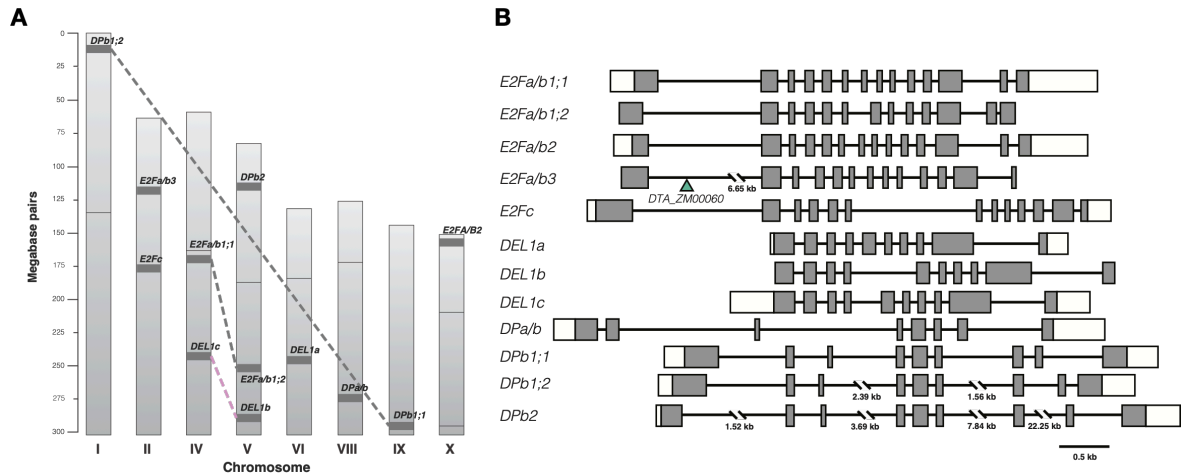 A
Megabase pairs
0
25
50
75
100
125
150
175
200
225
250
275
300
DPb1;2
E2Fa/b3
E2Fc
E2Fa/b1;1
DEL1c
DPb2
E2Fa/b1;2
DEL1b
DEL1a
DPa/b
DPb1;1
E2FA/B2
I II IV V VI VIII IX X
Chromosome
B
E2Fa/b1;1
E2Fa/b1;2
E2Fa/b2
E2Fa/b3
6.65 kb
DTA_ZM00060
E2Fc
DEL1a
DEL1b
DEL1c
DPa/b
DPb1;1
DPb1;2
2.39 kb 1.56 kb
DPb2
1.52 kb 3.69 kb 7.84 kb 22.25 kb
0.5 kb